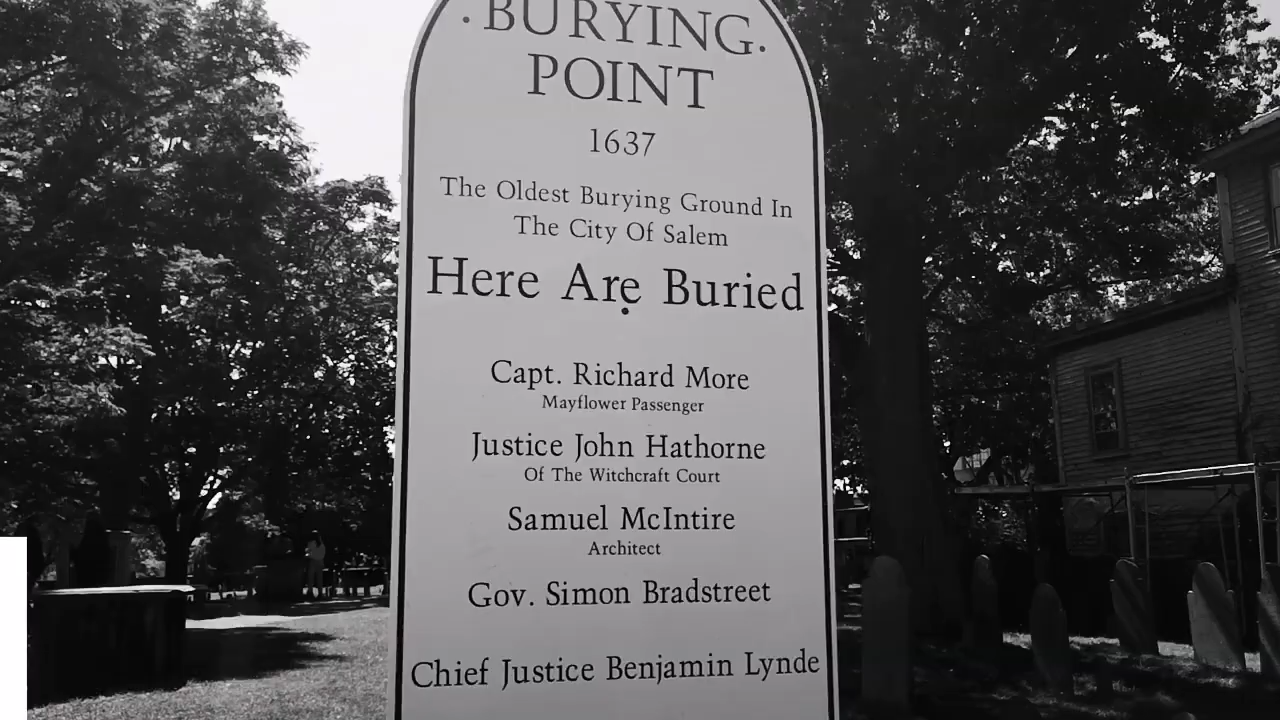 · BURYING ·
POINT
1637
The Oldest Burying Ground In
The City Of Salem
Here Are Buried
Capt. Richard More
Mayflower Passenger
Justice John Hathorne
Of The Witchcraft Court
Samuel McIntire
Architect
Gov. Simon Bradstreet
Chief Justice Benjamin Lynde